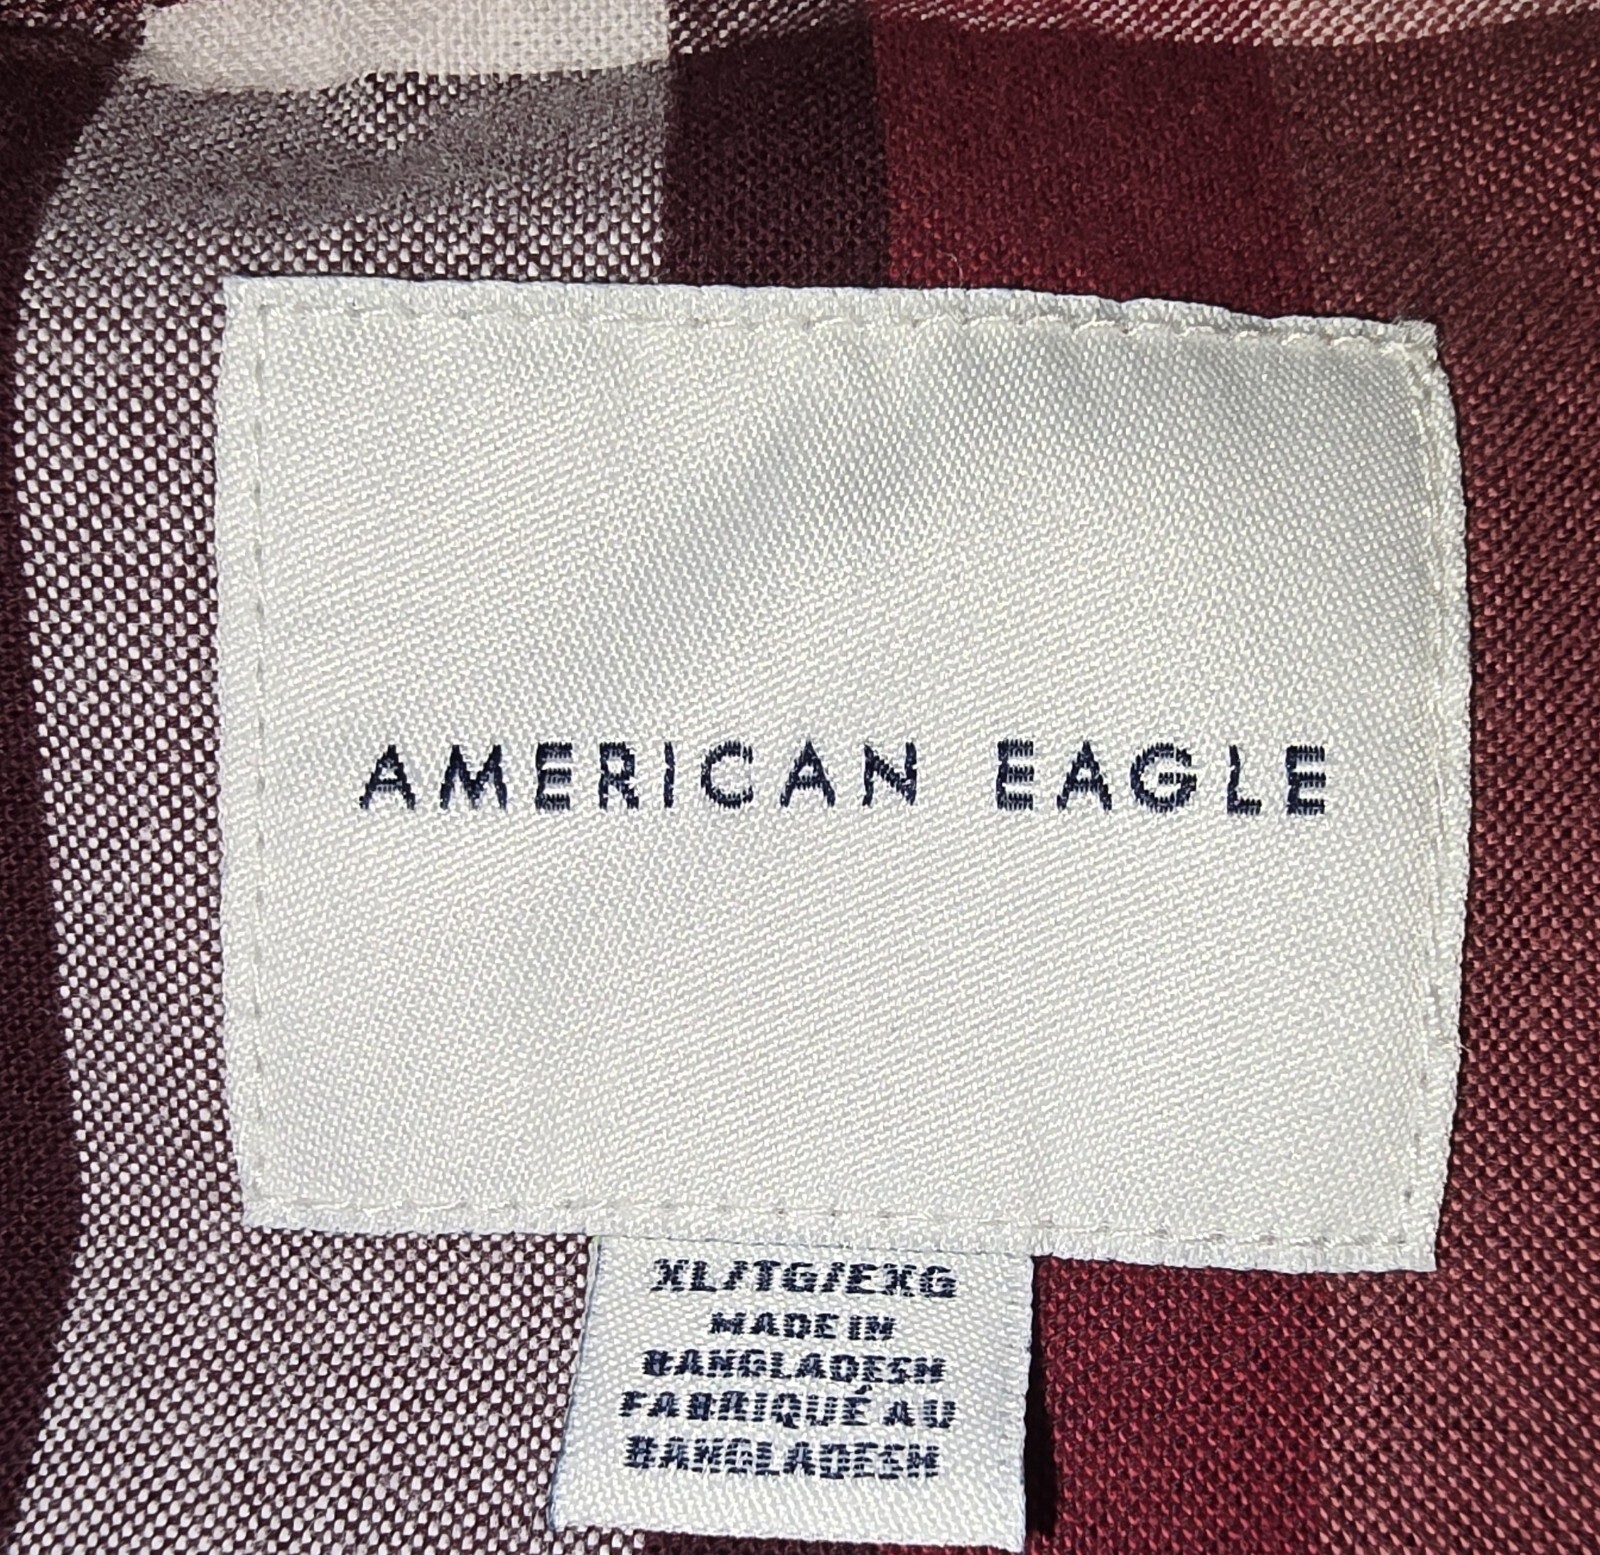 AMERICAN EAGLE
XL/TG/EXG
MADE IN
BANGLADESH
FABRIQUÉ AU
BANGLADESH